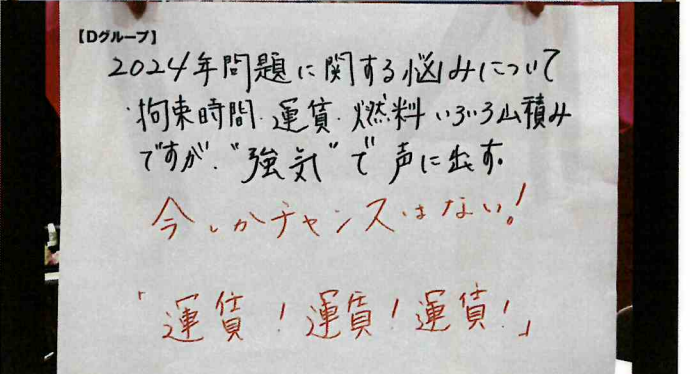 【Dグループ】
2024年問題に関する悩みについて
・拘束時間・運賃・燃料いろいろ山積み
ですが、"強気"で声に出す。
今しかチャンスはない!
「運賃!運賃!運賃!」